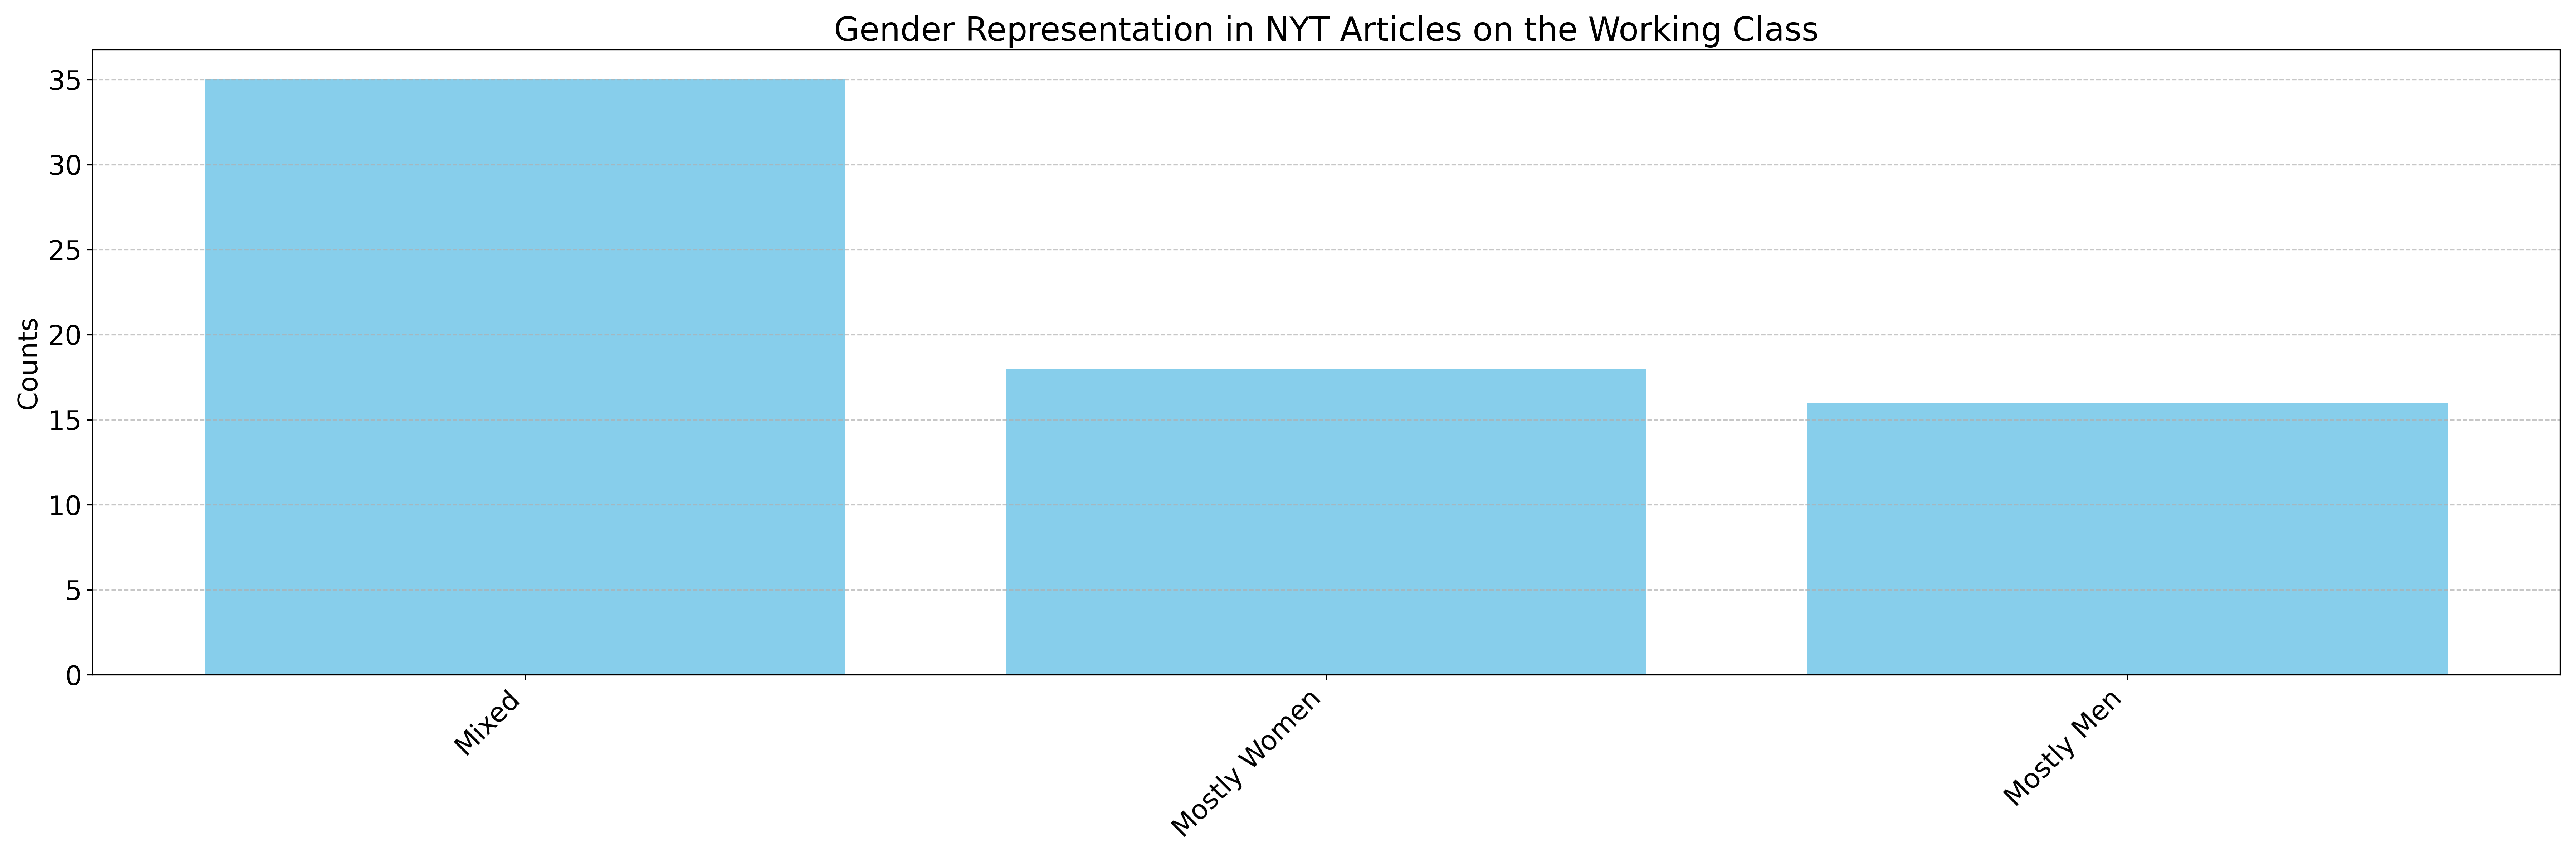 Gender Representation in NYT Articles on the Working Class
Counts
35
30
25
20
15
10
5
0
Mixed
Mostly Women
Mostly Men